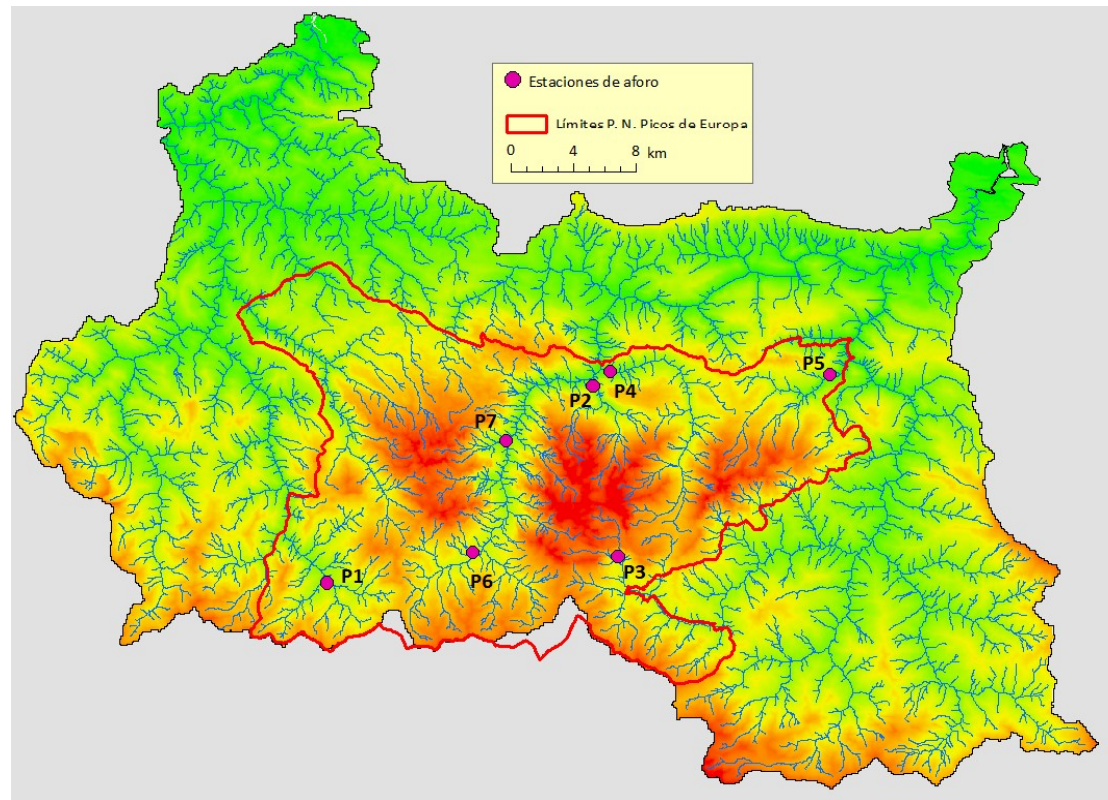 Estaciones de aforo
Límites P. N. Picos de Europa
0 4 8 km
P5
P4
P2
P7
P3
P6
P1